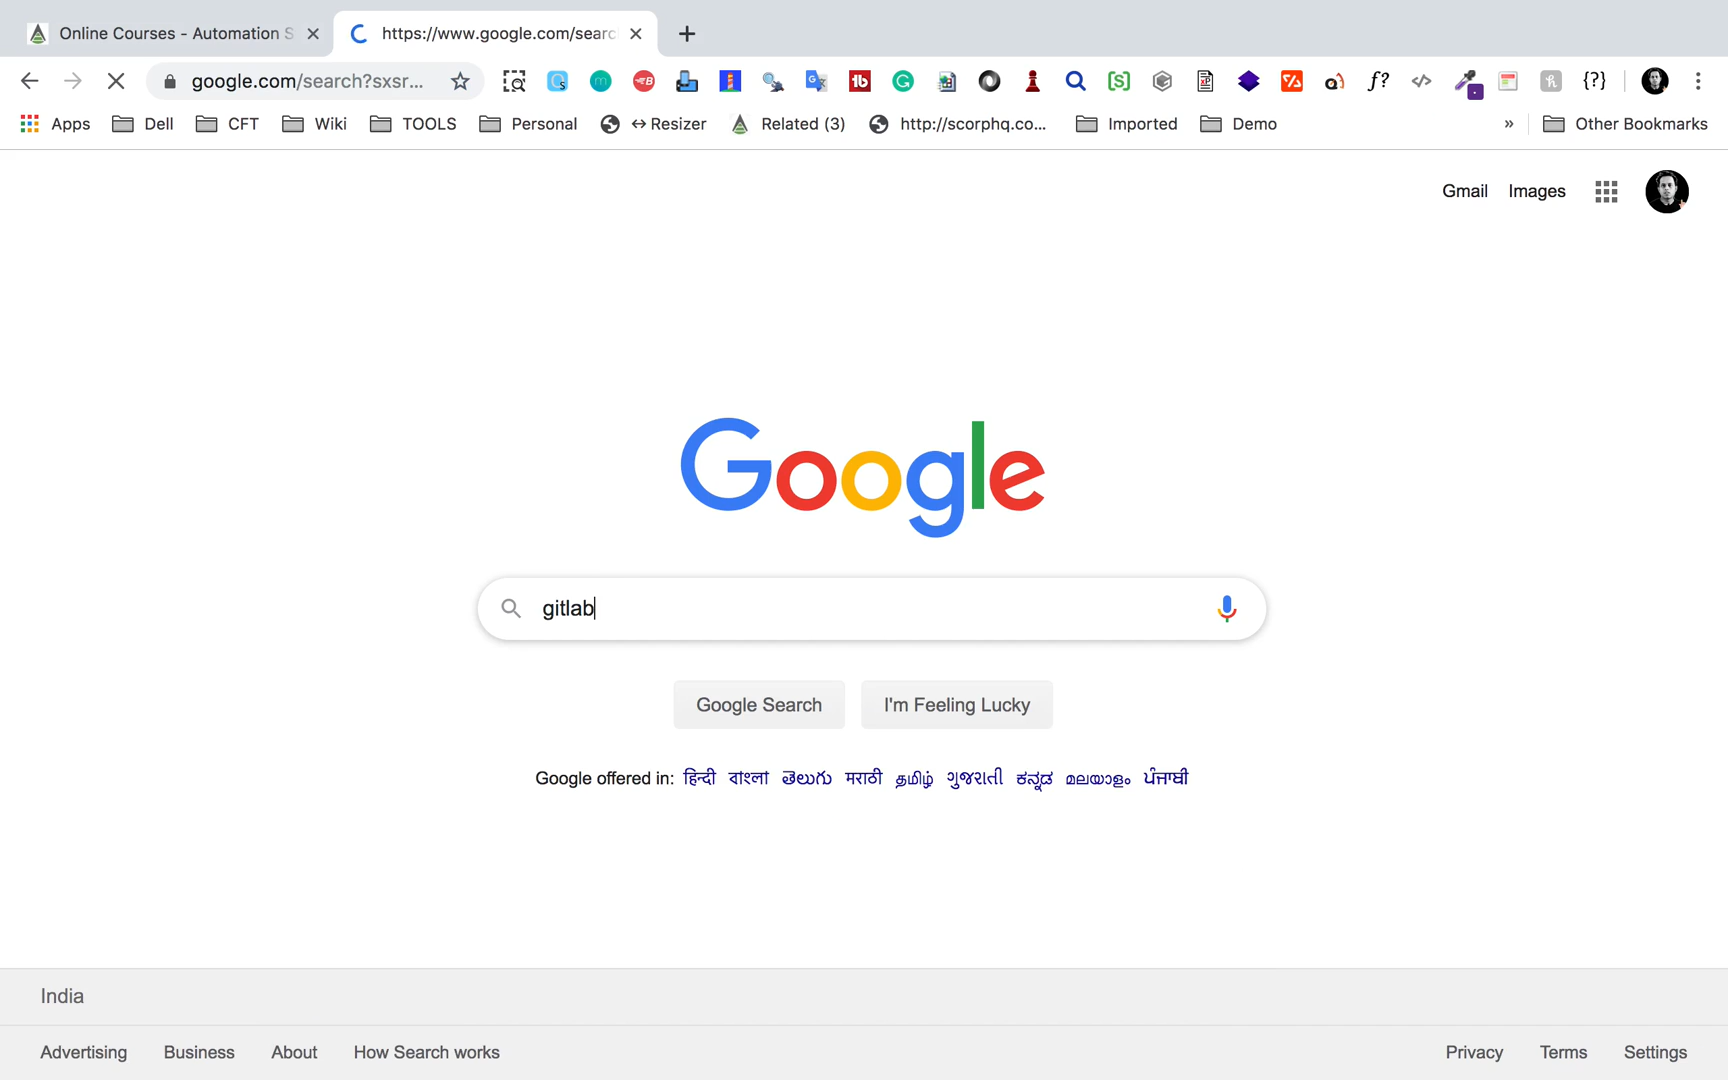 Online Courses - Automation S
https://www.google.com/searc
google.com/search?sxsr...
Apps Dell CFT Wiki TOOLS Personal ↔Resizer Related (3) http://scorphq.co... Imported Demo » Other Bookmarks
Gmail Images
Google
gitlab
Google Search I'm Feeling Lucky
Google offered in: हिन्दी বাংলা తెలుగు मराठी தமிழ் ગુજરાતી ಕನ್ನಡ മലയാളം ਪੰਜਾਬੀ
India
Advertising Business About How Search works Privacy Terms Settings